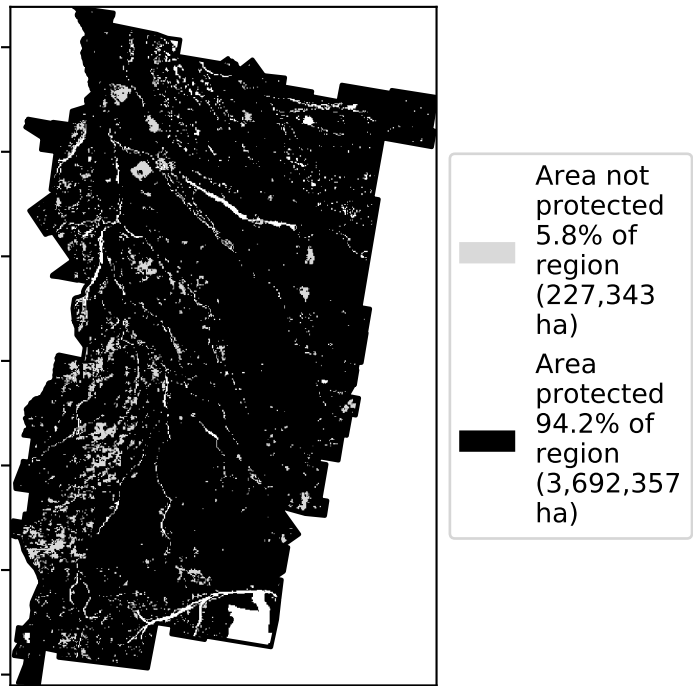 Area not
protected
5.8% of
region
(227,343
ha)
Area
protected
94.2% of
region
(3,692,357
ha)